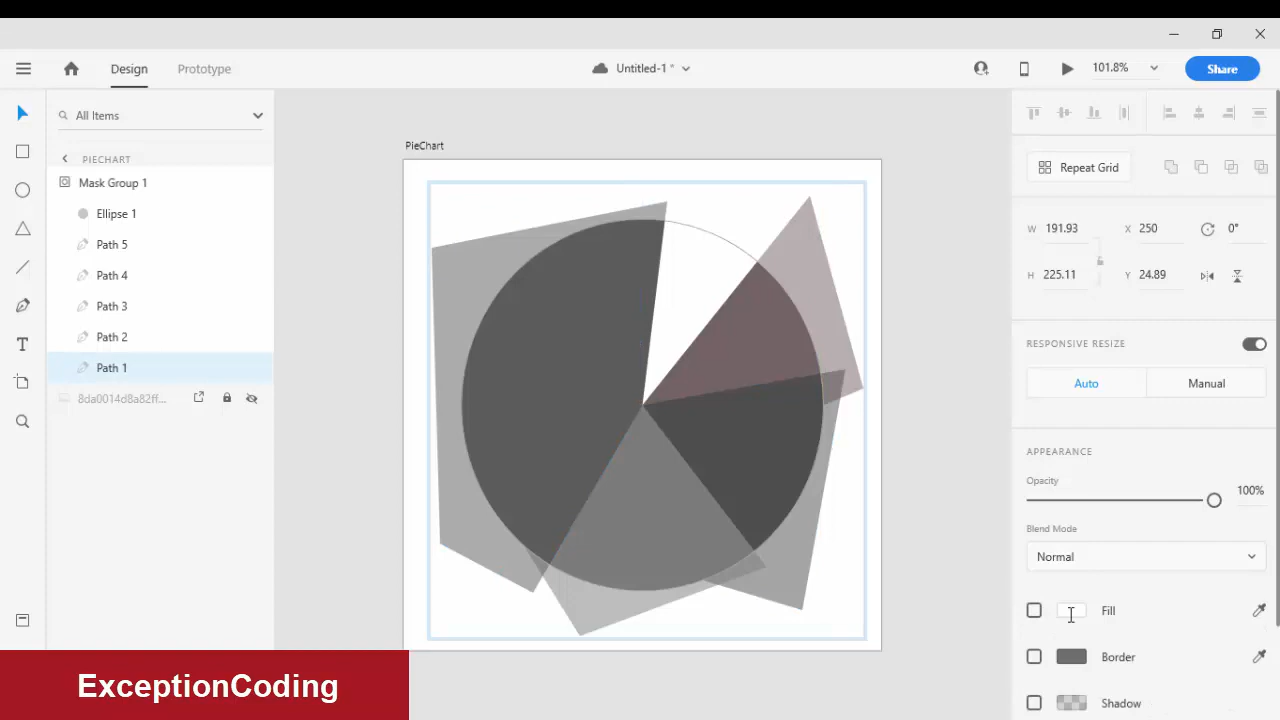 Design
Prototype
Untitled-1 *
101.8%
Share
All Items
PIECHART
Mask Group 1
Ellipse 1
Path 5
Path 4
Path 3
Path 2
Path 1
8da0014d8a82ff...
PieChart
Repeat Grid
W 191.93 X 250 0°
H 225.11 Y 24.89
RESPONSIVE RESIZE
Auto Manual
APPEARANCE
Opacity
100%
Blend Mode
Normal
Fill
Border
Shadow
ExceptionCoding